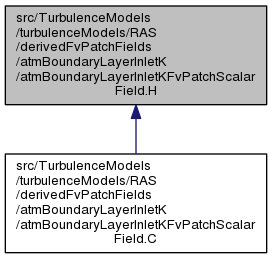 src/TurbulenceModels
/turbulenceModels/RAS
/derivedFvPatchFields
/atmBoundaryLayerInletK
/atmBoundaryLayerInletKFvPatchScalar
Field.H
src/TurbulenceModels
/turbulenceModels/RAS
/derivedFvPatchFields
/atmBoundaryLayerInletK
/atmBoundaryLayerInletKFvPatchScalar
Field.C